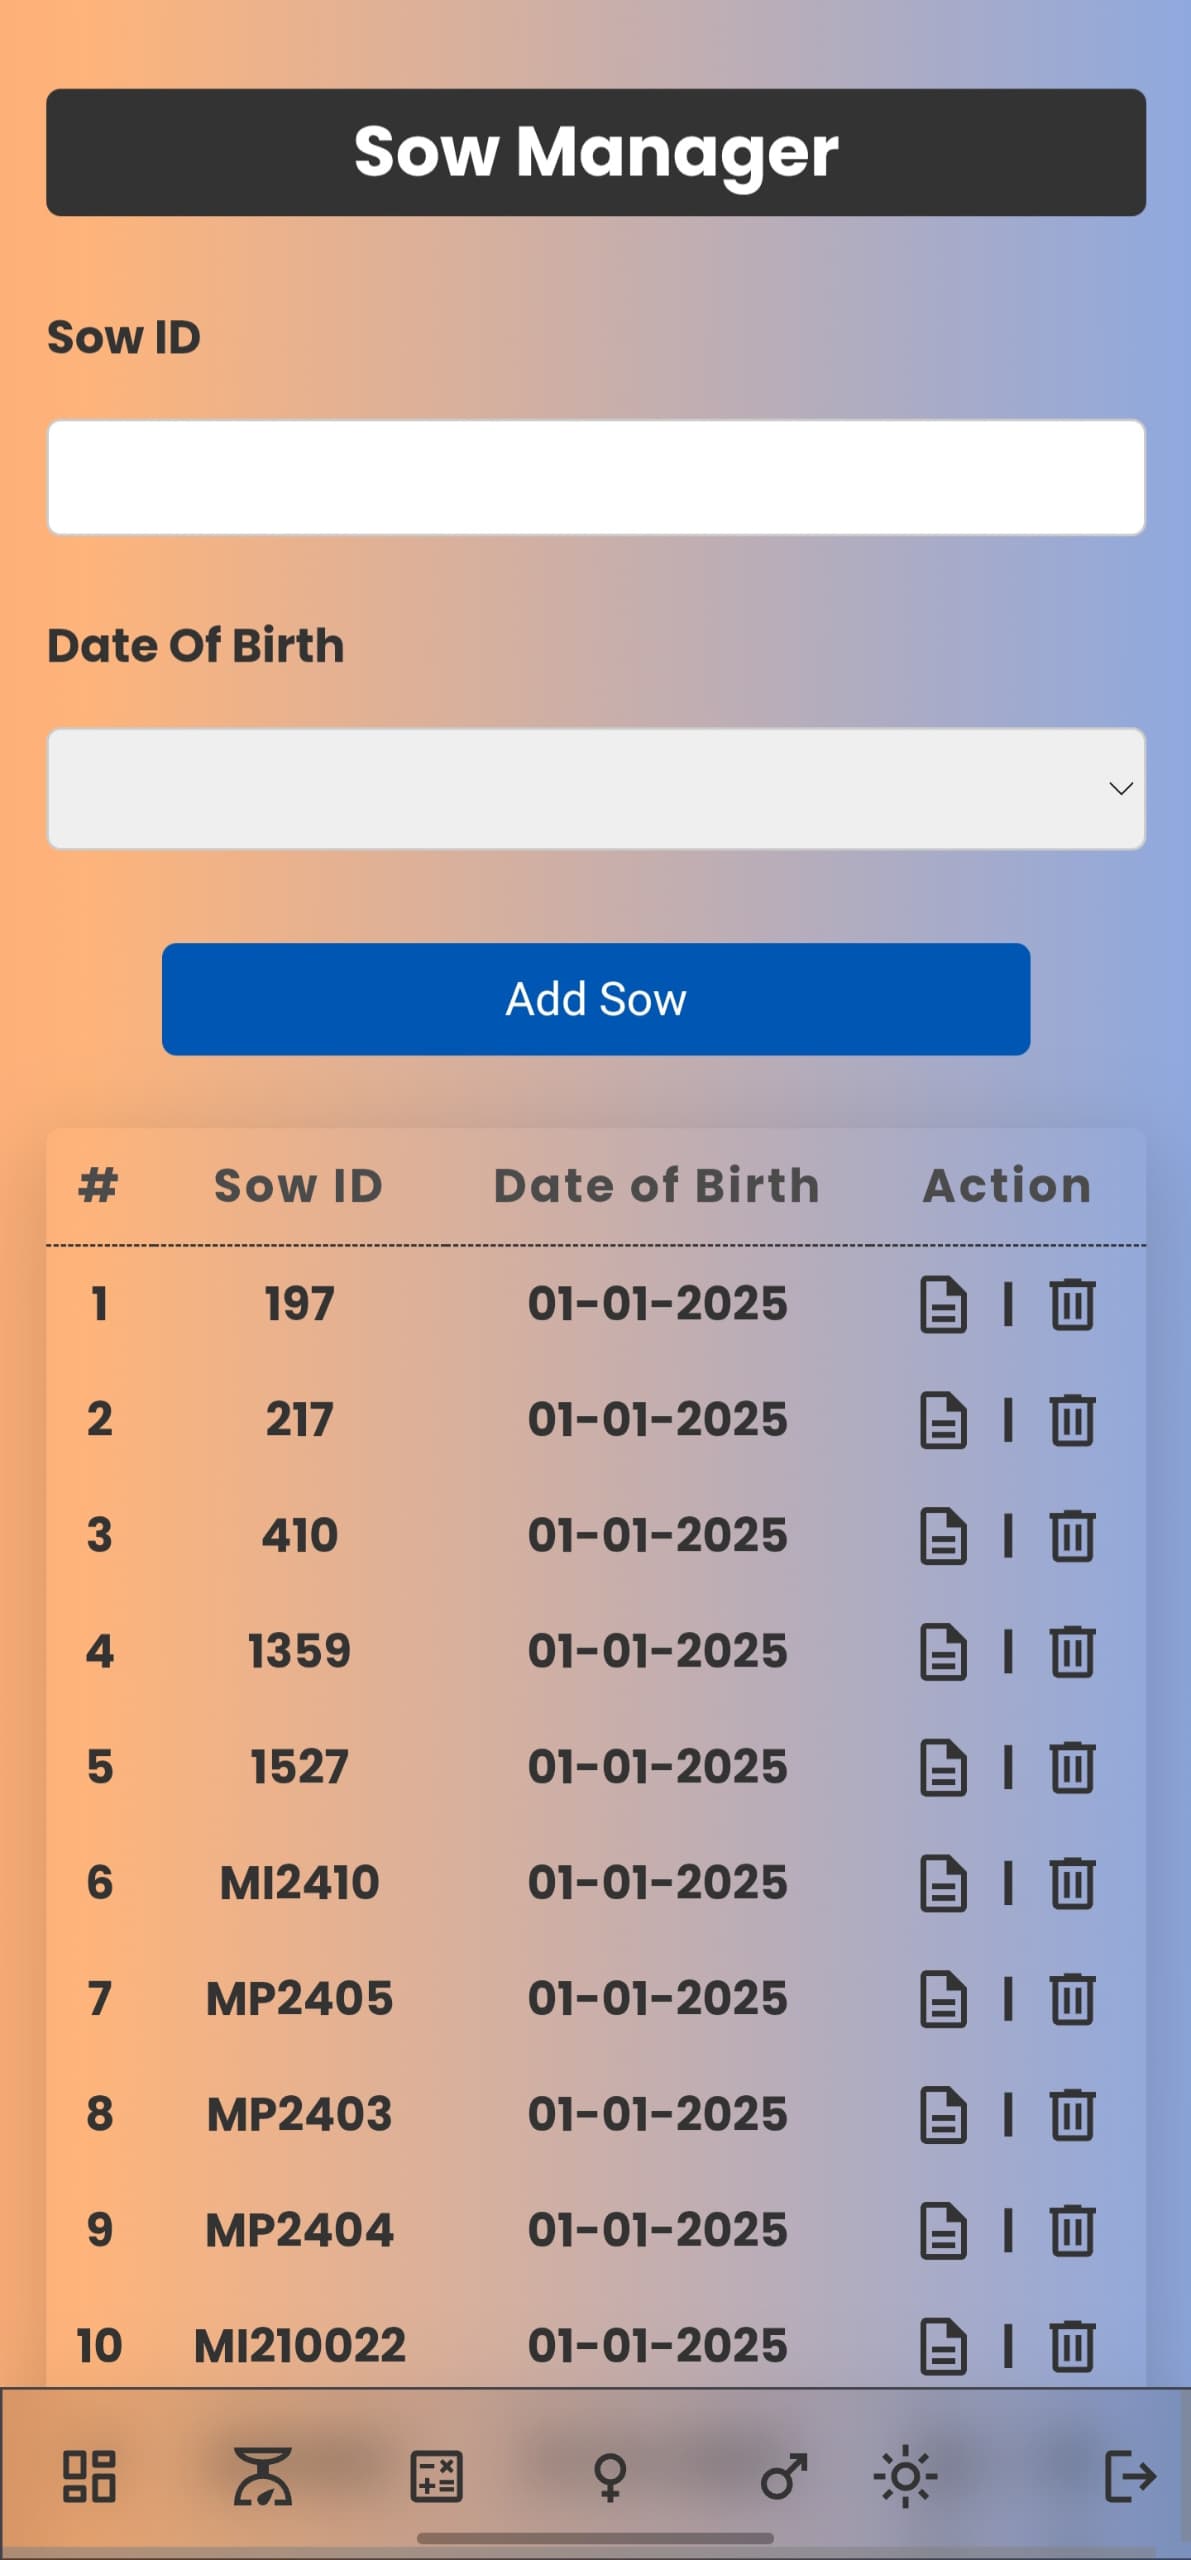 Sow Manager
Sow ID
Date Of Birth
Add Sow
# Sow ID Date of Birth Action
1 197 01-01-2025 |
2 217 01-01-2025 |
3 410 01-01-2025 |
4 1359 01-01-2025 |
5 1527 01-01-2025 |
6 MI2410 01-01-2025 |
7 MP2405 01-01-2025 |
8 MP2403 01-01-2025 |
9 MP2404 01-01-2025 |
10 MI210022 01-01-2025 |